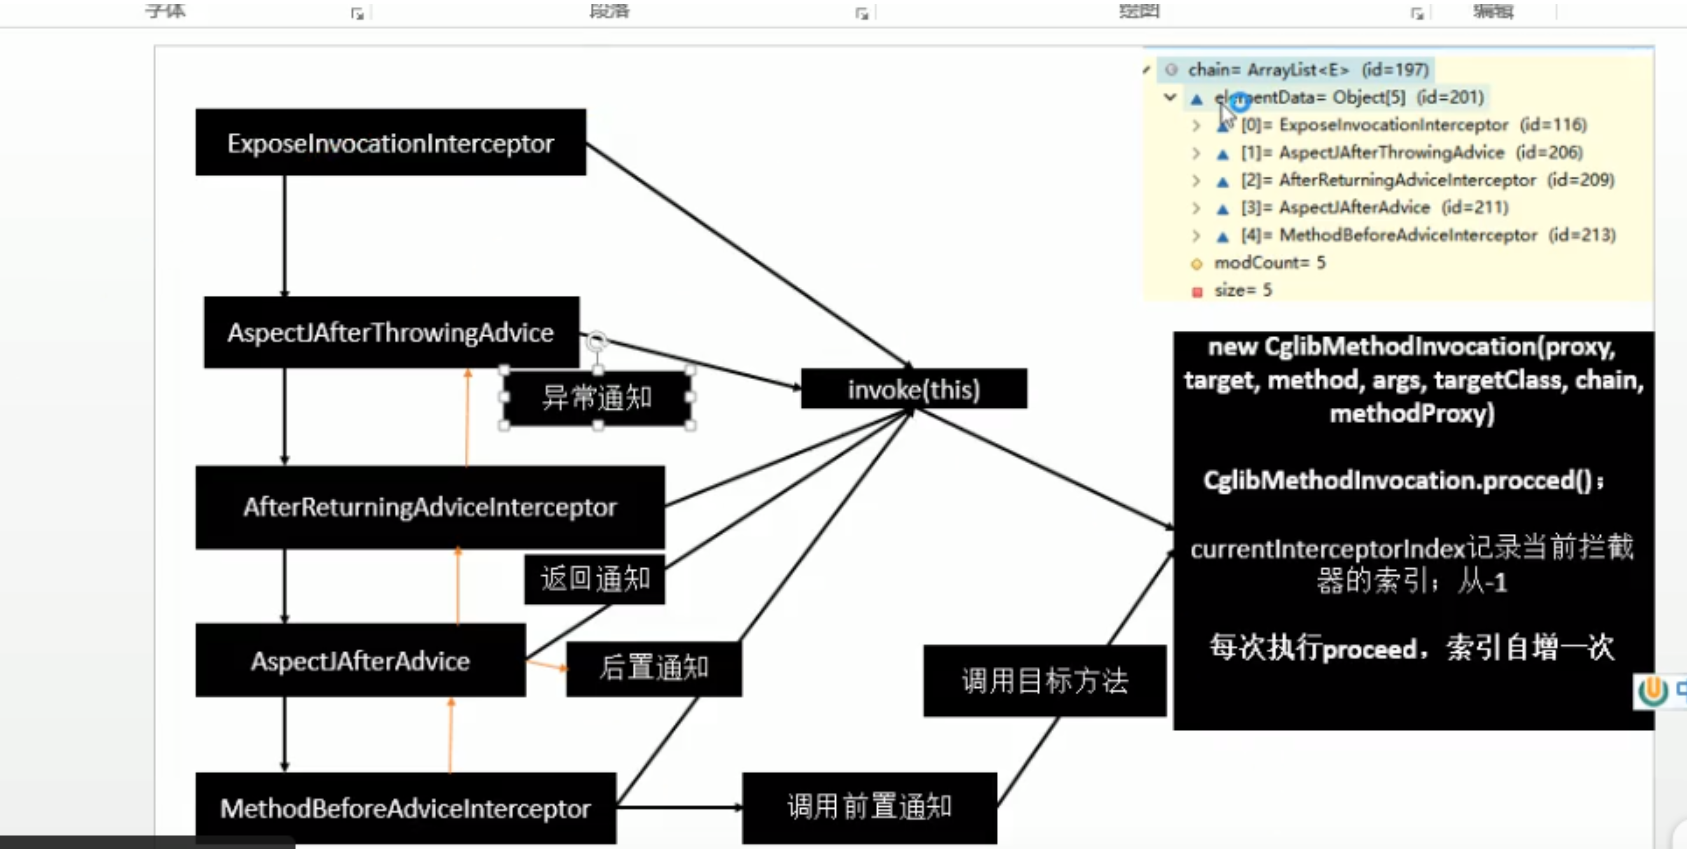 字体
段落
绘图
编辑
chain= ArrayList<E> (id=197)
elementData= Object[5] (id=201)
[0]= ExposeInvocationInterceptor (id=116)
[1]= AspectJAfterThrowingAdvice (id=206)
[2]= AfterReturningAdviceInterceptor (id=209)
[3]= AspectJAfterAdvice (id=211)
[4]= MethodBeforeAdviceInterceptor (id=213)
modCount= 5
size= 5
ExposeInvocationInterceptor
AspectJAfterThrowingAdvice
异常通知
invoke(this)
new CglibMethodInvocation(proxy,
target, method, args, targetClass, chain,
methodProxy)
CglibMethodInvocation.procced()；
currentInterceptorIndex记录当前拦截
器的索引；从-1
每次执行proceed，索引自增一次
AfterReturningAdviceInterceptor
返回通知
AspectJAfterAdvice
后置通知
调用目标方法
MethodBeforeAdviceInterceptor
调用前置通知